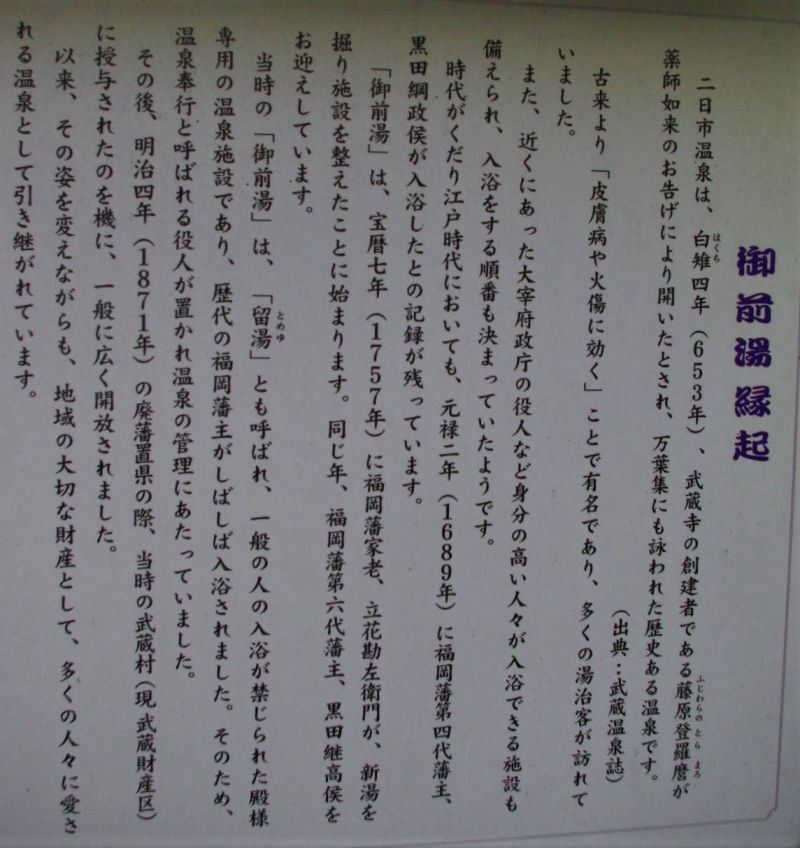 御前湯縁起
二日市温泉は、白雉四年（653年）、武蔵寺の創建者である藤原登羅麿が
はくち
ふじわらの とら まろ
薬師如来のお告げにより開いたとされ、万葉集にも詠われた歴史ある温泉です。
（出典：武蔵温泉誌）
古来より「皮膚病や火傷に効く」ことで有名であり、多くの湯治客が訪れて
いました。
また、近くにあった大宰府政庁の役人など身分の高い人々が入浴できる施設も
備えられ、入浴をする順番も決まっていたようです。
時代がくだり江戸時代においても、元禄二年（1689年）に福岡藩第四代藩主、
黒田綱政侯が入浴したとの記録が残っています。
「御前湯」は、宝暦七年（1757年）に福岡藩家老、立花勘左衛門が、新湯を
掘り施設を整えたことに始まります。同じ年、福岡藩第六代藩主、黒田継高侯を
お迎えしています。
当時の「御前湯」は、「留湯」とも呼ばれ、一般の人の入浴が禁じられた殿様
とめゆ
専用の温泉施設であり、歴代の福岡藩主がしばしば入浴されました。そのため、
温泉奉行と呼ばれる役人が置かれ温泉の管理にあたっていました。
その後、明治四年（1871年）の廃藩置県の際、当時の武蔵村（現 武蔵財産区）
に授与されたのを機に、一般に広く開放されました。
以来、その姿を変えながらも、地域の大切な財産として、多くの人々に愛さ
れる温泉として引き継がれています。